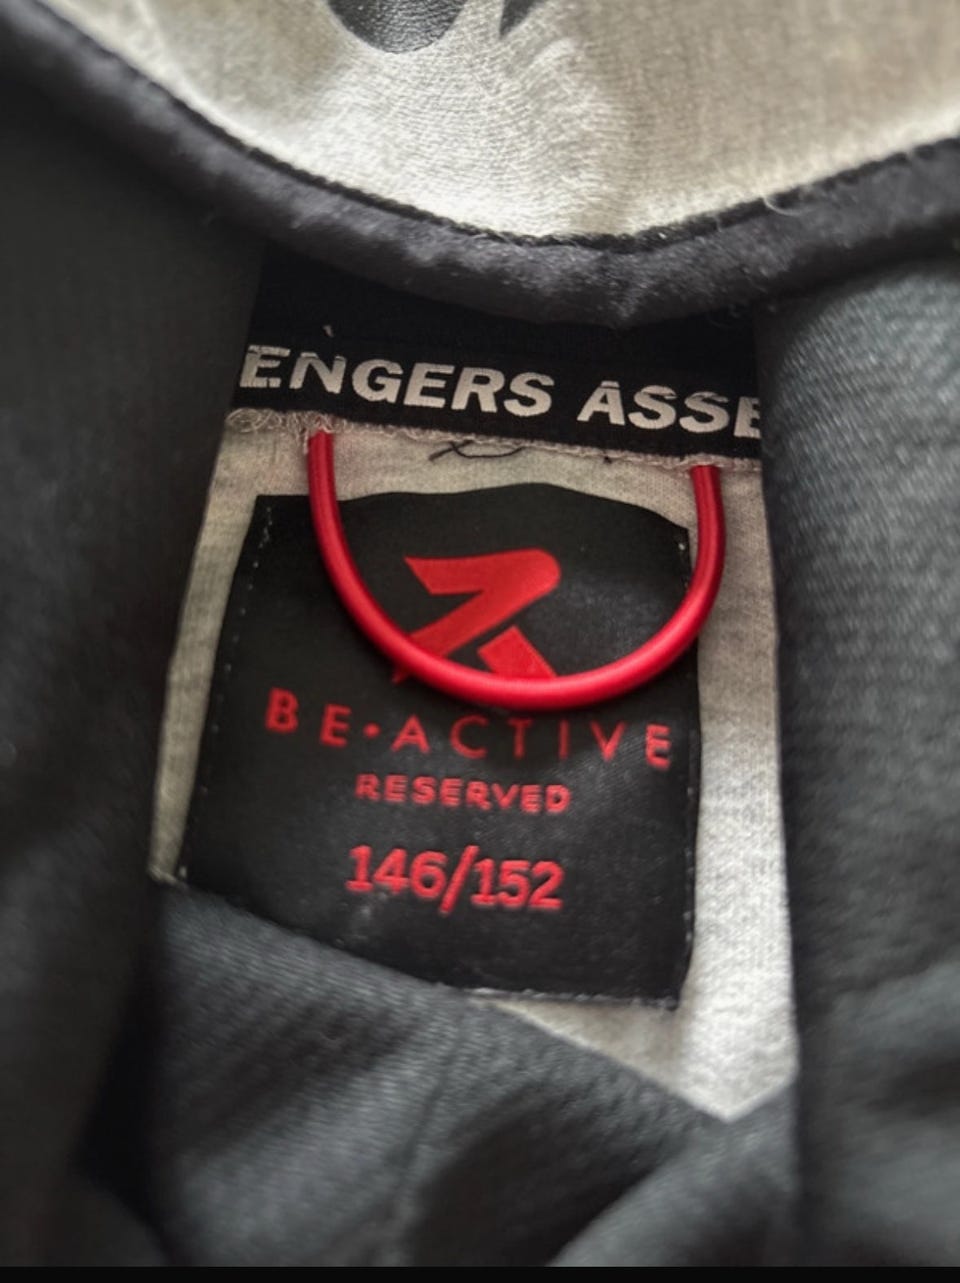 ENGERS ASSE
BE•ACTIVE
RESERVED
146/152